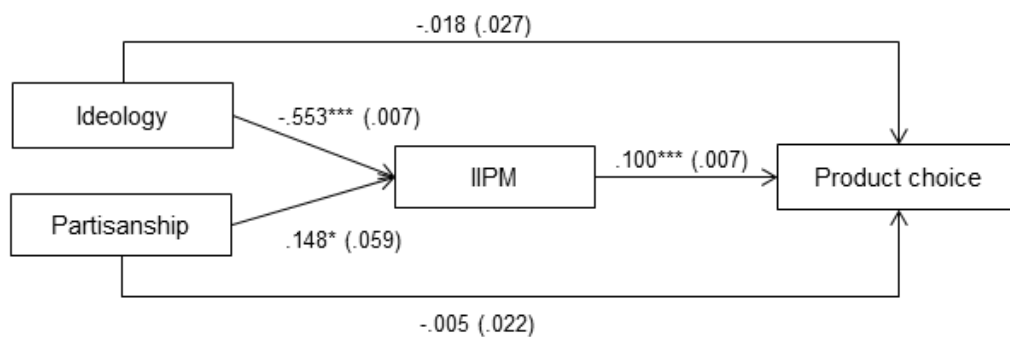 -.018 (.027)
Ideology
-.553*** (.007)
IIPM
.100*** (.007)
Product choice
Partisanship
.148* (.059)
-.005 (.022)